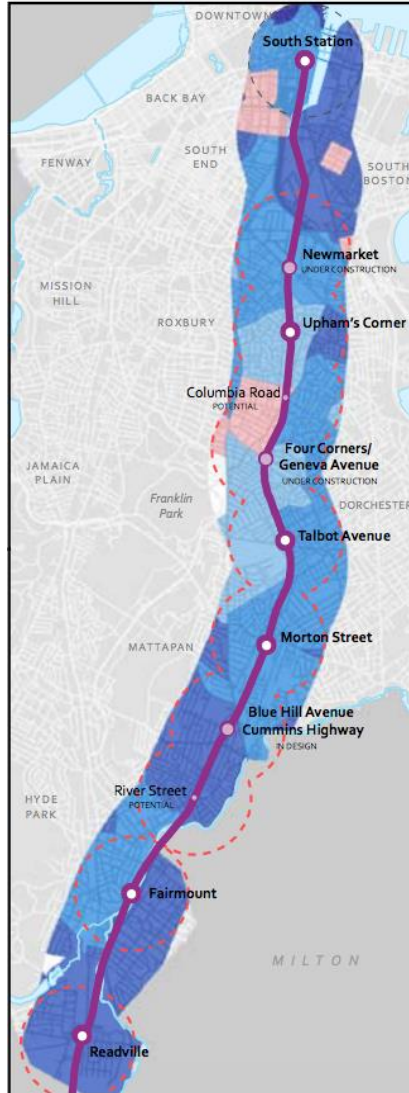 DOWNTOWN
South Station
BACK BAY
FENWAY
SOUTH
END
SOUTH
BOSTON
Newmarket
UNDER CONSTRUCTION
MISSION
HILL
ROXBURY
Upham's Corner
Columbia Road
POTENTIAL
Four Corners/
Geneva Avenue
UNDER CONSTRUCTION
JAMAICA
PLAIN
Franklin
Park
DORCHESTER
Talbot Avenue
Morton Street
MATTAPAN
Blue Hill Avenue
Cummins Highway
IN DESIGN
River Street
POTENTIAL
HYDE
PARK
Fairmount
MILTON
Readville